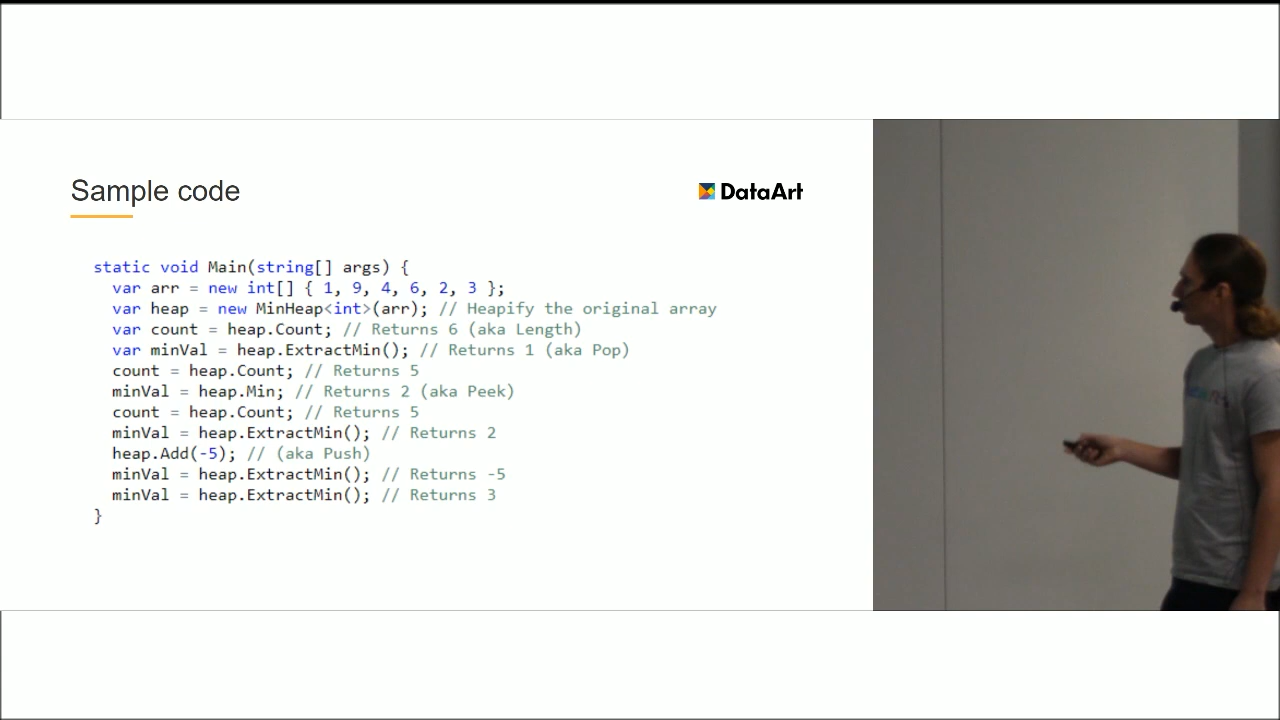 Sample code
DataArt
static void Main(string[] args) {
  var arr = new int[] { 1, 9, 4, 6, 2, 3 };
  var heap = new MinHeap<int>(arr); // Heapify the original array
  var count = heap.Count; // Returns 6 (aka Length)
  var minVal = heap.ExtractMin(); // Returns 1 (aka Pop)
  count = heap.Count; // Returns 5
  minVal = heap.Min; // Returns 2 (aka Peek)
  count = heap.Count; // Returns 5
  minVal = heap.ExtractMin(); // Returns 2
  heap.Add(-5); // (aka Push)
  minVal = heap.ExtractMin(); // Returns -5
  minVal = heap.ExtractMin(); // Returns 3
}